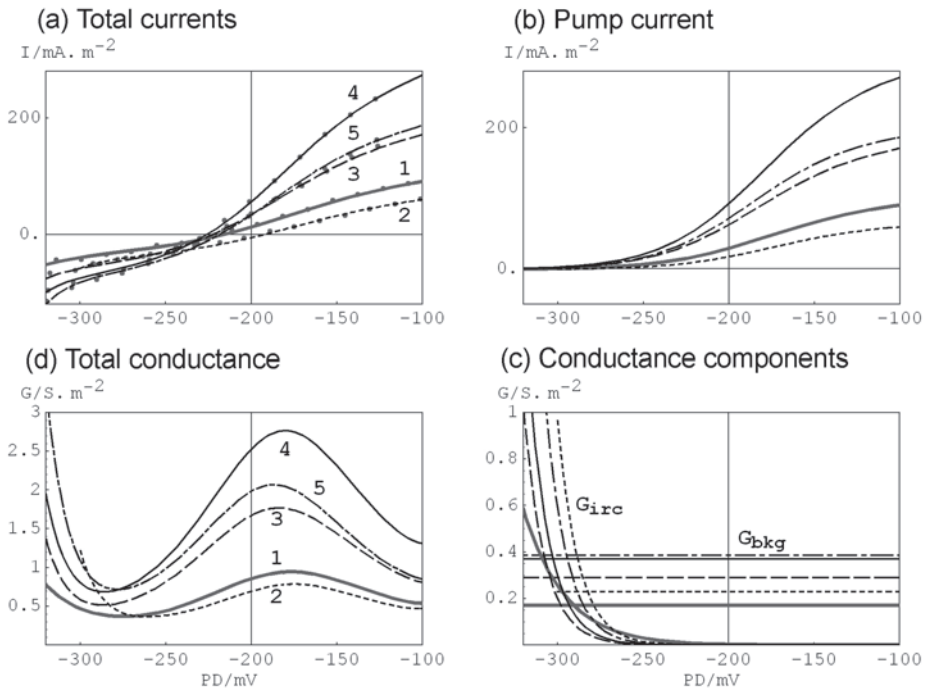 (a) Total currents
I/mA. m⁻²
200
0.
4
5
3
1
2
-300 -250 -200 -150 -100
(b) Pump current
I/mA. m⁻²
200
0.
-300 -250 -200 -150 -100
(d) Total conductance
G/S. m⁻²
3
2.5
2
1.5
1
0.5
4
5
3
1
2
-300 -250 -200 -150 -100
PD/mV
(c) Conductance components
G/S. m⁻²
1
0.8
0.6
0.4
0.2
Girc
Gbkg
-300 -250 -200 -150 -100
PD/mV